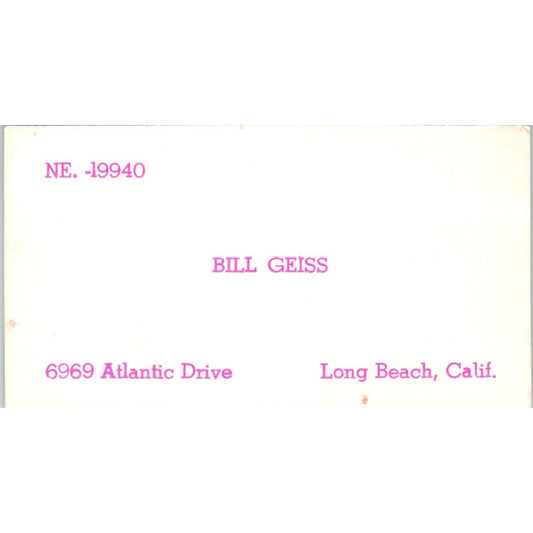 NE. -19940
BILL GEISS
6969 Atlantic Drive
Long Beach, Calif.